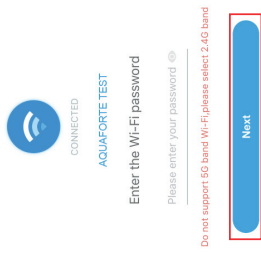 CONNECTED
AQUAFORTE TEST
Enter the Wi-Fi password
Please enter your password
Do not support 5G band Wi-Fi,please select 2.4G band
Next